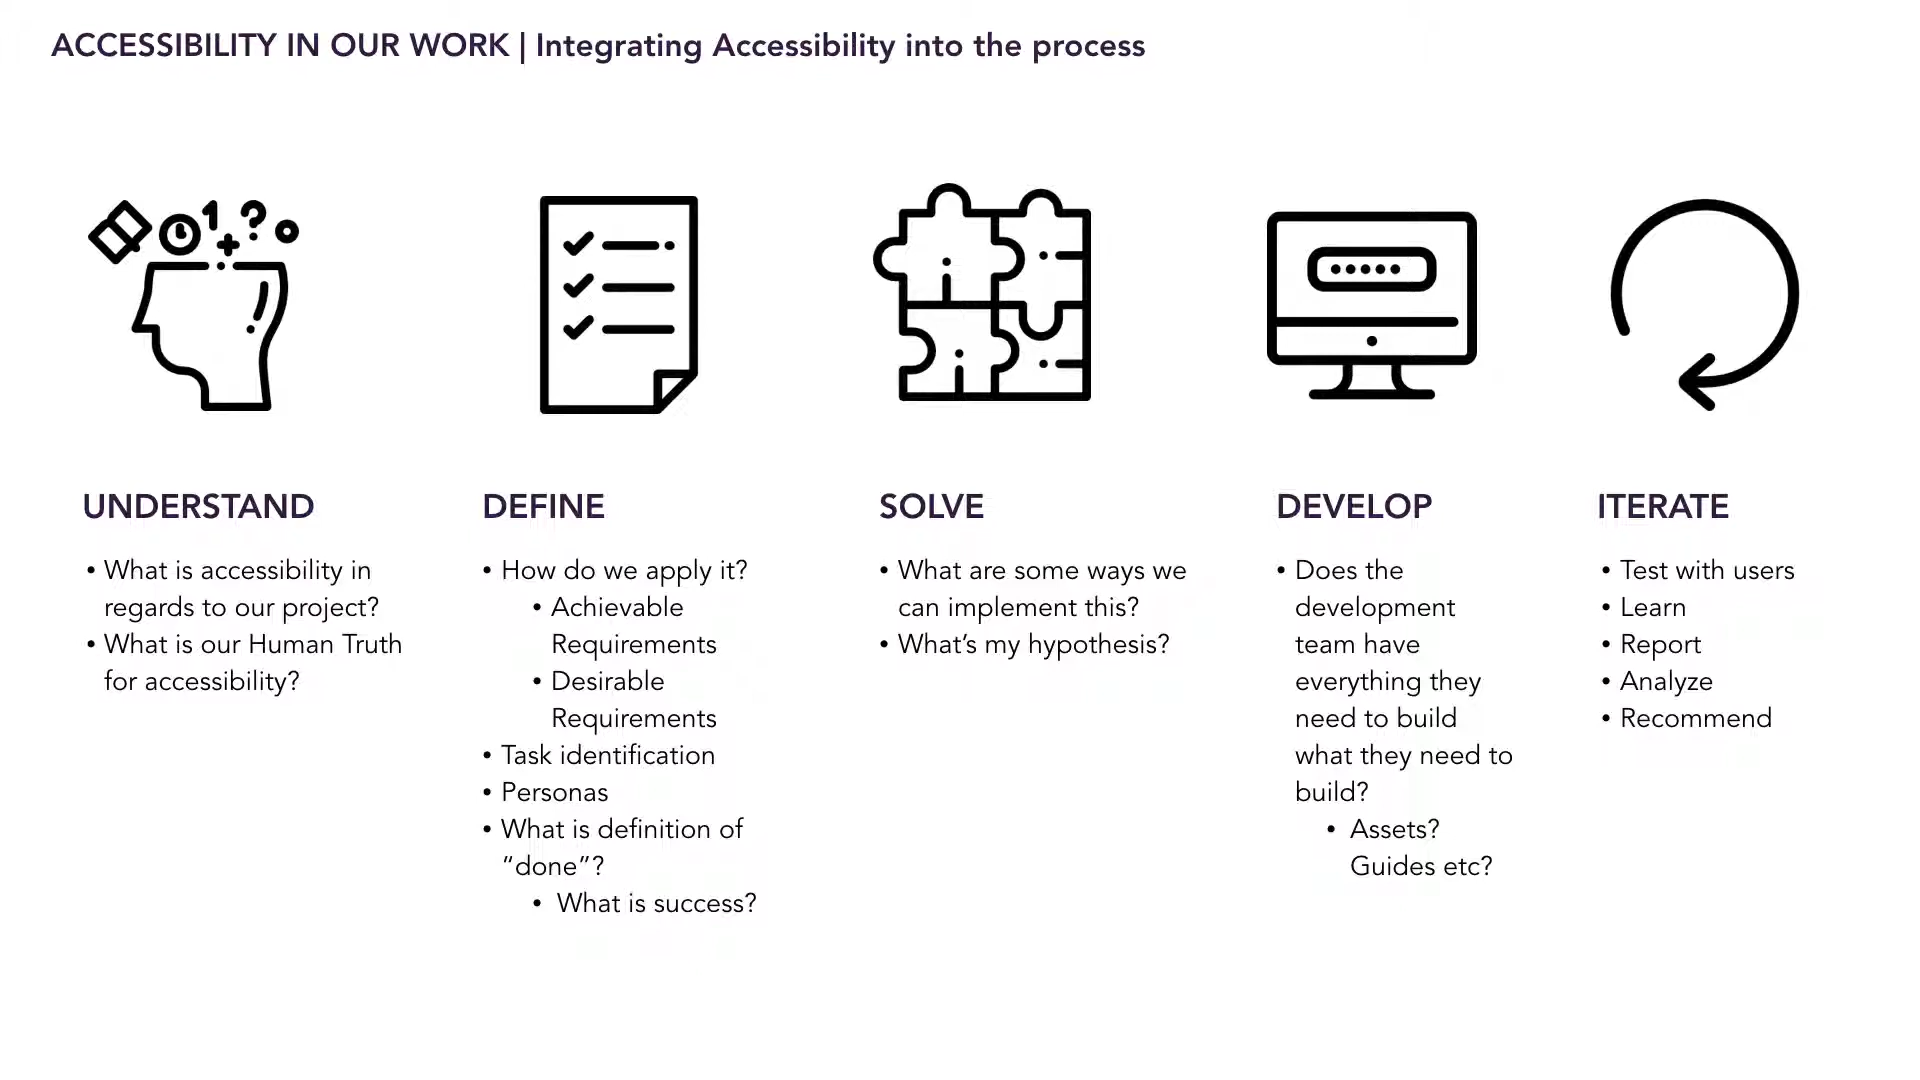 ACCESSIBILITY IN OUR WORK | Integrating Accessibility into the process
1
?
UNDERSTAND
• What is accessibility in
regards to our project?
• What is our Human Truth
for accessibility?
DEFINE
• How do we apply it?
• Achievable
Requirements
• Desirable
Requirements
• Task identification
• Personas
• What is definition of
“done”?
• What is success?
SOLVE
• What are some ways we
can implement this?
• What’s my hypothesis?
DEVELOP
• Does the
development
team have
everything they
need to build
what they need to
build?
• Assets?
Guides etc?
ITERATE
• Test with users
• Learn
• Report
• Analyze
• Recommend